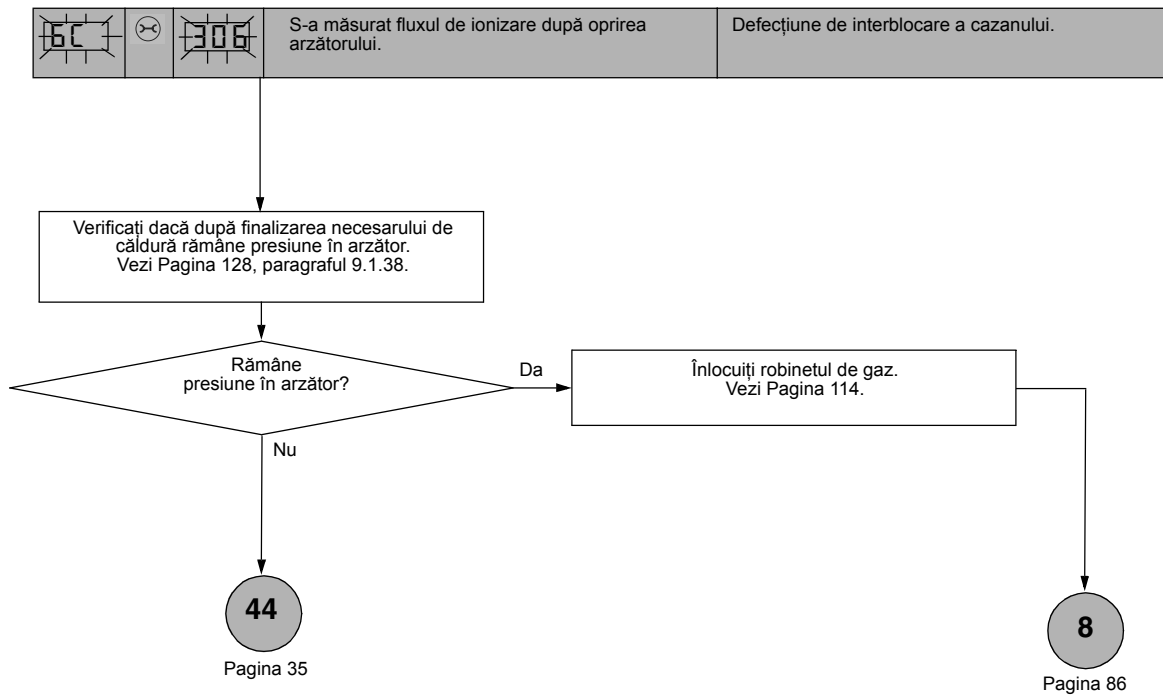 6C
306
S-a măsurat fluxul de ionizare după oprirea
arzătorului.
Defecțiune de interblocare a cazanului.
Verificați dacă după finalizarea necesarului de
căldură rămâne presiune în arzător.
Vezi Pagina 128, paragraful 9.1.38.
Rămâne
presiune în arzător?
Da
Înlocuiți robinetul de gaz.
Vezi Pagina 114.
Nu
44
Pagina 35
8
Pagina 86